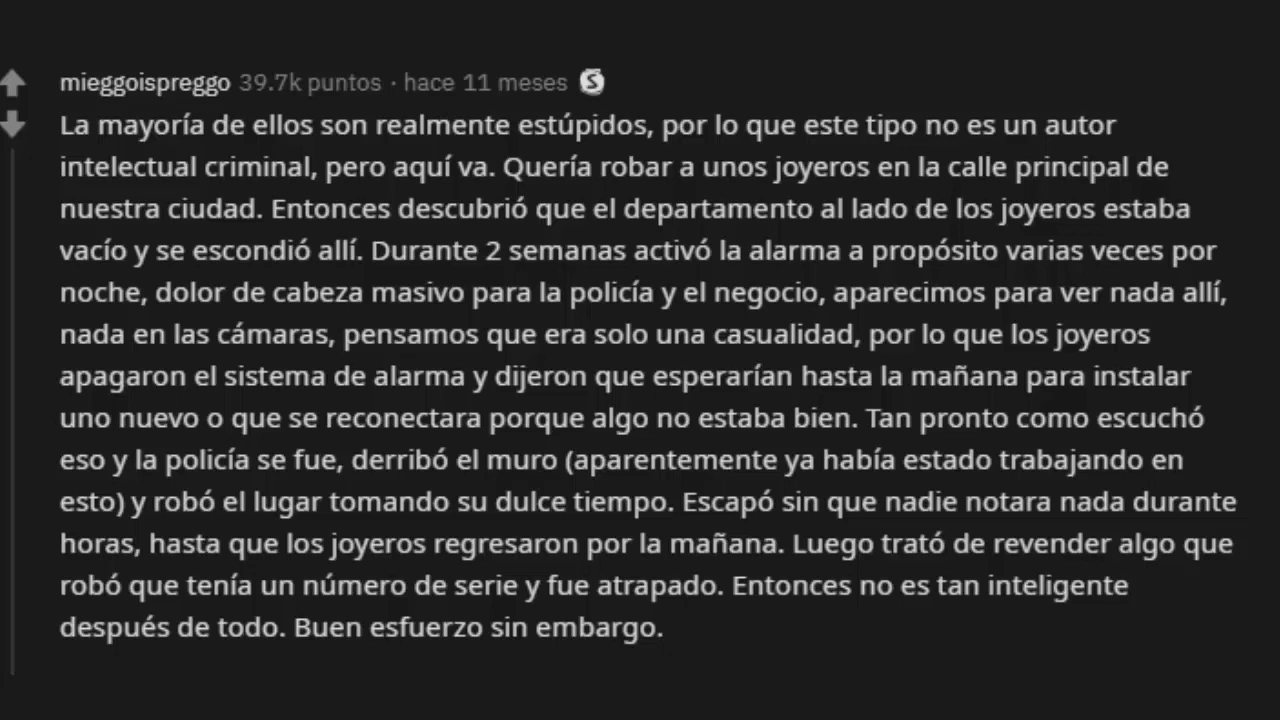 mieggoispreggo 39.7k puntos · hace 11 meses S
La mayoría de ellos son realmente estúpidos, por lo que este tipo no es un autor
intelectual criminal, pero aquí va. Quería robar a unos joyeros en la calle principal de
nuestra ciudad. Entonces descubrió que el departamento al lado de los joyeros estaba
vacío y se escondió allí. Durante 2 semanas activó la alarma a propósito varias veces por
noche, dolor de cabeza masivo para la policía y el negocio, aparecimos para ver nada allí,
nada en las cámaras, pensamos que era solo una casualidad, por lo que los joyeros
apagaron el sistema de alarma y dijeron que esperarían hasta la mañana para instalar
uno nuevo o que se reconectara porque algo no estaba bien. Tan pronto como escuchó
eso y la policía se fue, derribó el muro (aparentemente ya había estado trabajando en
esto) y robó el lugar tomando su dulce tiempo. Escapó sin que nadie notara nada durante
horas, hasta que los joyeros regresaron por la mañana. Luego trató de revender algo que
robó que tenía un número de serie y fue atrapado. Entonces no es tan inteligente
después de todo. Buen esfuerzo sin embargo.